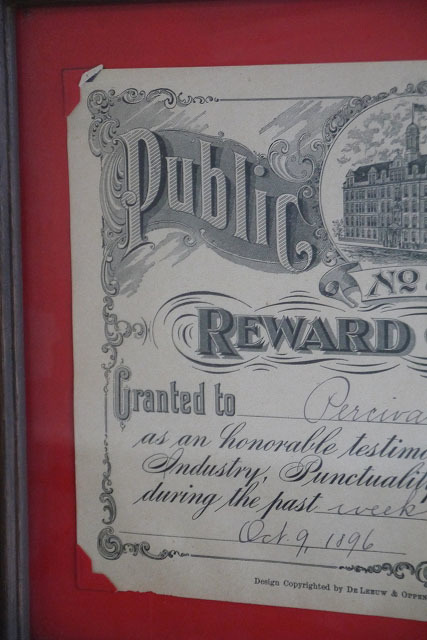 Public
No
REWARD
Granted to Perciva
as an honorable testimo
Industry, Punctuality
during the past week
Oct. 9, 1896
Design Copyrighted by DE LEEUW & OPPEN